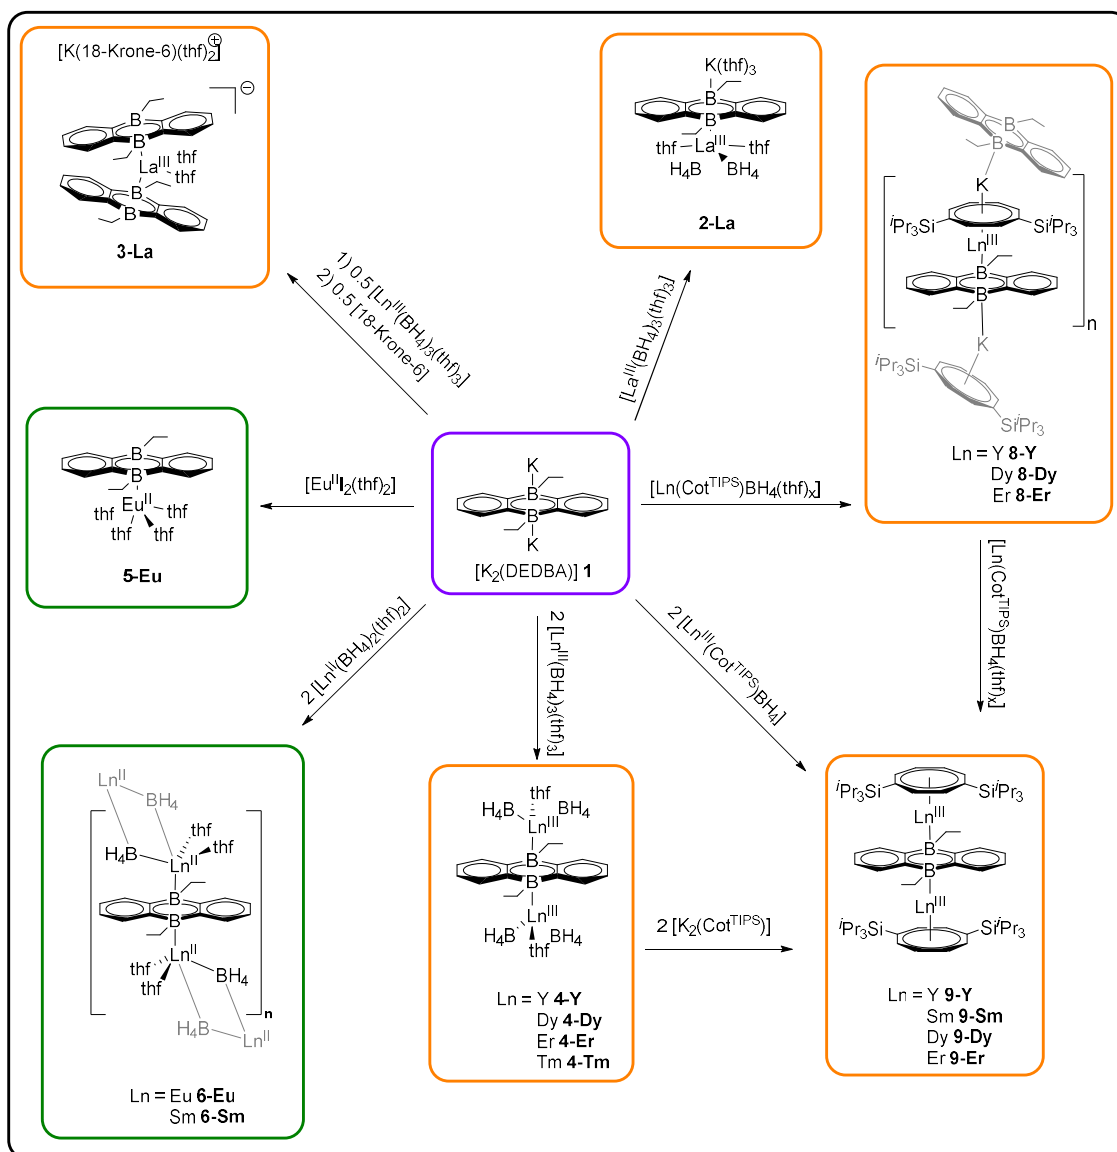 [K(18-Krone-6)(thf)2]⊕
⊖
B
B
LaIII
thf
thf
B
B
3-La
K(thf)3
B
B
thf
LaIII
thf
H4B
BH4
2-La
B
B
K
iPr3Si
SiiPr3
LnIII
B
B
n
K
iPr3Si
SiiPr3
Ln = Y 8-Y
Dy 8-Dy
Er 8-Er
1) 0.5 [LnIII(BH4)3(thf)3]
2) 0.5 [18-Krone-6]
[LaIII(BH4)3(thf)3]
B
B
EuII
thf
thf
thf
thf
5-Eu
[EuIII2(thf)2]
K
B
B
K
[K2(DEDBA)] 1
[Ln(CotTIPS)BH4(thf)x]
[Ln(CotTIPS)BH4(thf)x]
2 [LnII(BH4)2(thf)2]
2 [LnIII(BH4)3(thf)3]
2 [LnIII(CotTIPS)BH4]
LnII
BH4
H4B
thf
thf
LnII
B
B
LnII
thf
thf
BH4
H4B
LnII
n
Ln = Eu 6-Eu
Sm 6-Sm
thf
H4B
BH4
LnIII
B
B
LnIII
H4B
BH4
thf
Ln = Y 4-Y
Dy 4-Dy
Er 4-Er
Tm 4-Tm
2 [K2(CotTIPS)]
iPr3Si
SiiPr3
LnIII
B
B
LnIII
iPr3Si
SiiPr3
Ln = Y 9-Y
Sm 9-Sm
Dy 9-Dy
Er 9-Er